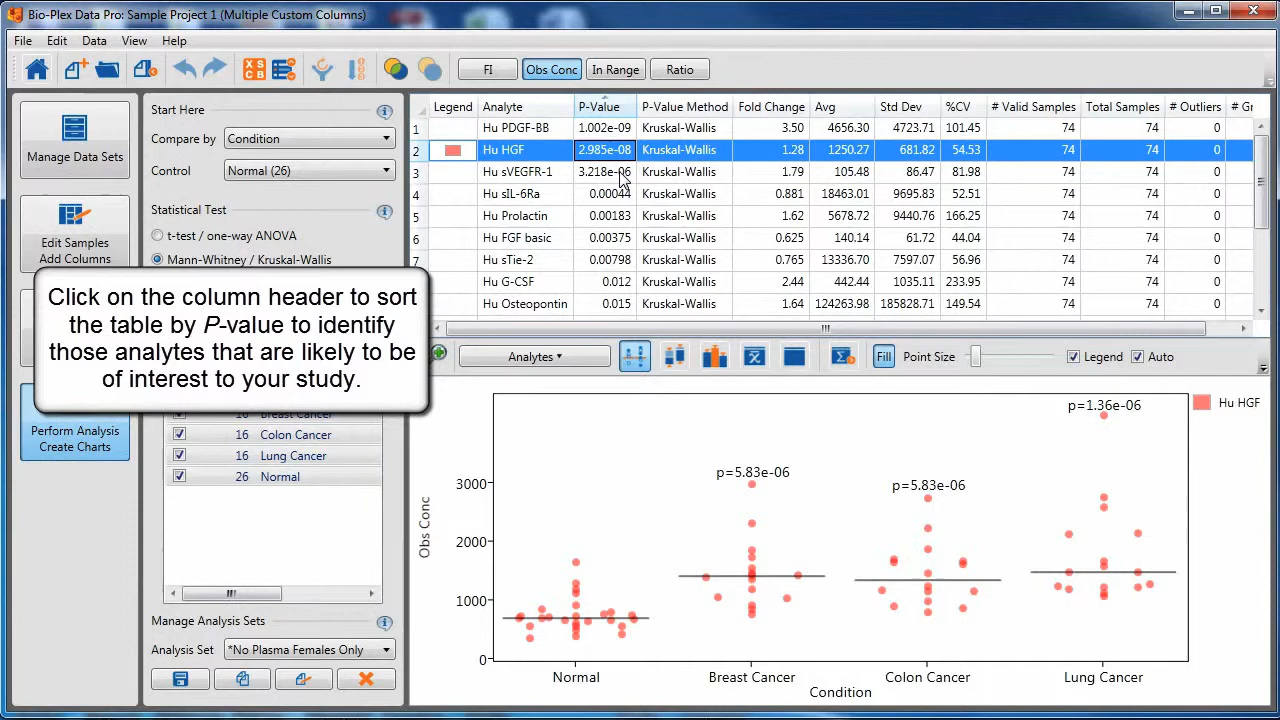 Bio-Plex Data Pro: Sample Project 1 (Multiple Custom Columns)
File Edit Data View Help
FI Obs Conc In Range Ratio
Manage Data Sets
Edit Samples
Add Columns
Perform Analysis
Create Charts
Start Here
Compare by Condition
Control Normal (26)
Statistical Test
t-test / one-way ANOVA
Mann-Whitney / Kruskal-Wallis
Click on the column header to sort
the table by P-value to identify
those analytes that are likely to be
of interest to your study.
16 Breast Cancer
16 Colon Cancer
16 Lung Cancer
26 Normal
Manage Analysis Sets
Analysis Set *No Plasma Females Only
Legend Analyte P-Value P-Value Method Fold Change Avg Std Dev %CV # Valid Samples Total Samples # Outliers # Gr
1 Hu PDGF-BB 1.002e-09 Kruskal-Wallis 3.50 4656.30 4723.71 101.45 74 74 0
2 Hu HGF 2.985e-08 Kruskal-Wallis 1.28 1250.27 681.82 54.53 74 74 0
3 Hu sVEGFR-1 3.218e-06 Kruskal-Wallis 1.79 105.48 86.47 81.98 74 74 0
4 Hu sIL-6Ra 0.00044 Kruskal-Wallis 0.881 18463.01 9695.83 52.51 74 74 0
5 Hu Prolactin 0.00183 Kruskal-Wallis 1.62 5678.72 9440.76 166.25 74 74 0
6 Hu FGF basic 0.00375 Kruskal-Wallis 0.625 140.14 61.72 44.04 74 74 0
7 Hu sTie-2 0.00798 Kruskal-Wallis 0.765 13336.70 7597.07 56.96 74 74 0
Hu G-CSF 0.012 Kruskal-Wallis 2.44 442.44 1035.11 233.95 74 74 0
Hu Osteopontin 0.015 Kruskal-Wallis 1.64 124263.98 185828.71 149.54 74 74 0
Analytes Fill Point Size Legend Auto
Hu HGF
p=1.36e-06
p=5.83e-06
p=5.83e-06
Obs Conc
3000
2000
1000
0
Normal Breast Cancer Colon Cancer Lung Cancer
Condition